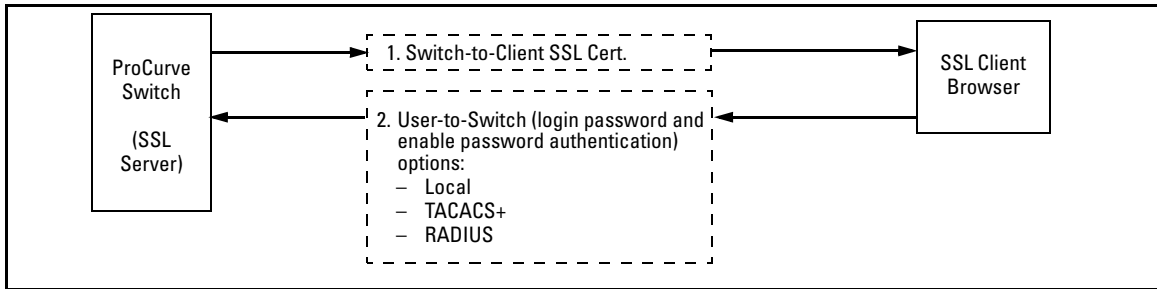 ProCurve
Switch
(SSL
Server)
1. Switch-to-Client SSL Cert.
2. User-to-Switch (login password and
enable password authentication)
options:
– Local
– TACACS+
– RADIUS
SSL Client
Browser